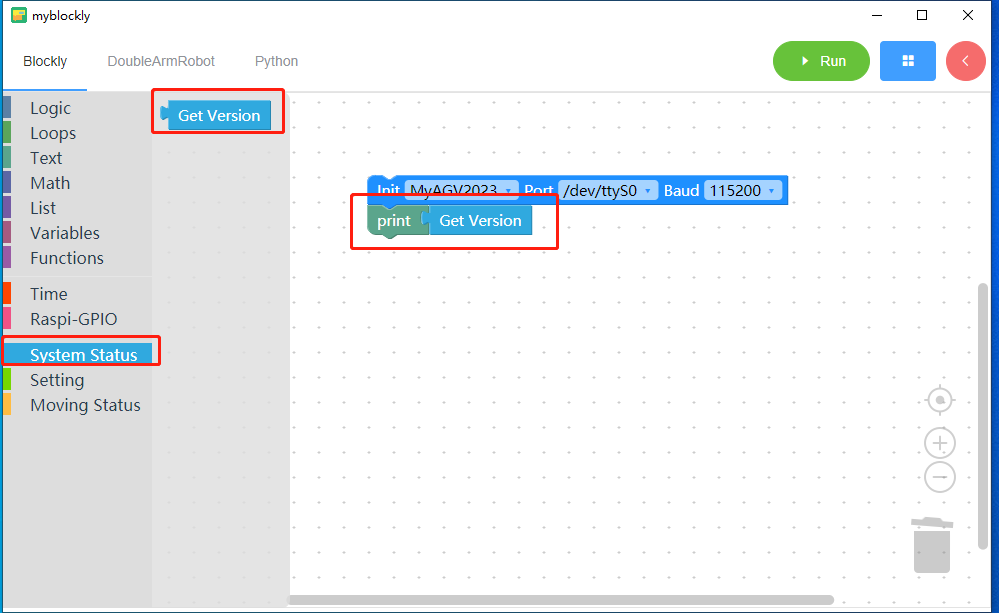 myblockly
Blockly DoubleArmRobot Python Run
Logic
Loops
Text
Math
List
Variables
Functions
Time
Raspi-GPIO
System Status
Setting
Moving Status
Get Version
Init MyAGV2023 Port /dev/ttyS0 Baud 115200
print Get Version